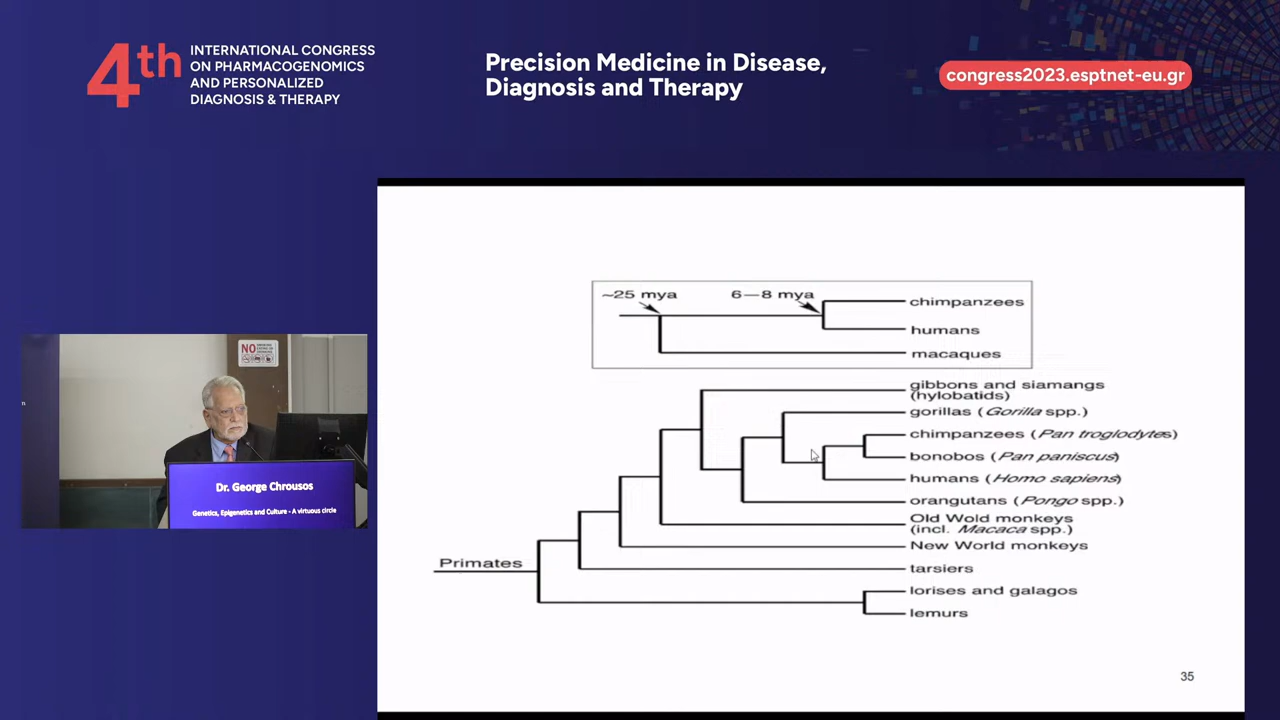 4th
INTERNATIONAL CONGRESS
ON PHARMACOGENOMICS
AND PERSONALIZED
DIAGNOSIS & THERAPY
Precision Medicine in Disease,
Diagnosis and Therapy
congress2023.esptnet-eu.gr
NO
Dr. George Chrousos
Genetics, Epigenetics and Culture - A virtuous circle
~25 mya
6—8 mya
chimpanzees
humans
macaques
gibbons and siamangs
(hylobatids)
gorillas (Gorilla spp.)
chimpanzees (Pan troglodytes)
bonobos (Pan paniscus)
humans (Homo sapiens)
orangutans (Pongo spp.)
Old Wold monkeys
(incl. Macaca spp.)
New World monkeys
tarsiers
lorises and galagos
lemurs
Primates
35